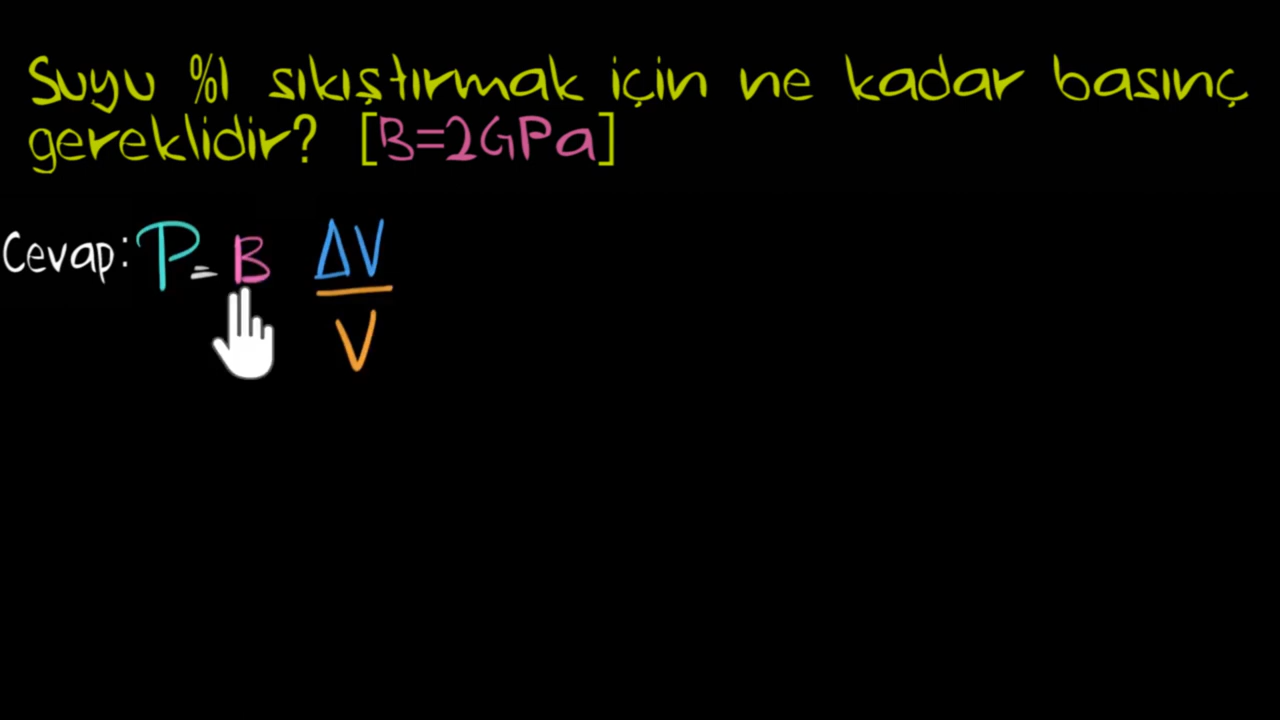 Suyu %1 sıkıştırmak için ne kadar basınç
gereklidir? [B=2GPa]
Cevap: P = B ΔV
V